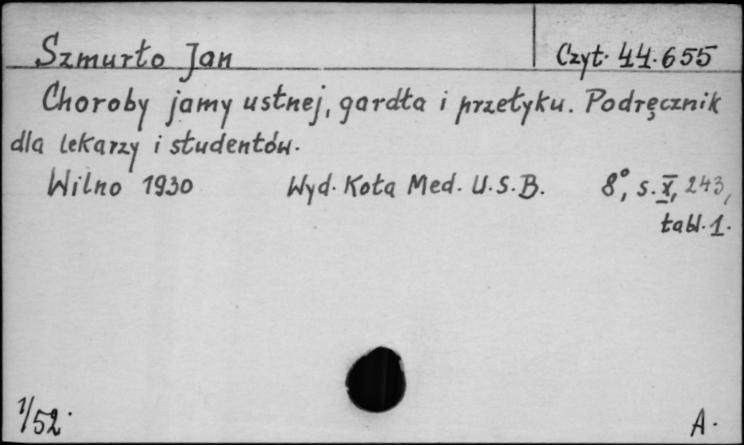 Szmurło Jan
Czyt. 44.655
Choroby jamy ustnej, gardła i przełyku. Podręcznik
dla lekarzy i studentów.
Wilno 1930 Wyd. Koła Med. U.S.B. 8°, s. X, 243,
tabl. 1.
1/52.
A.